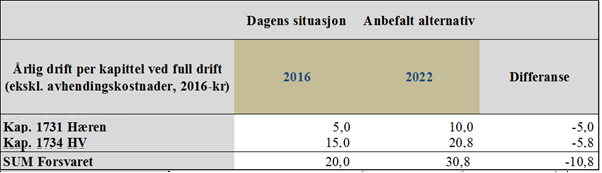 Dagens situasjon Anbefalt alternativ
Årlig drift per kapittel ved full drift
(ekskl. avhendingskostnader, 2016-kr) 2016 2022 Differanse
Kap. 1731 Hæren 5,0 10,0 -5,0
Kap. 1734 HV 15.0 20.8 -5.8
SUM Forsvaret 20,0 30,8 -10,8